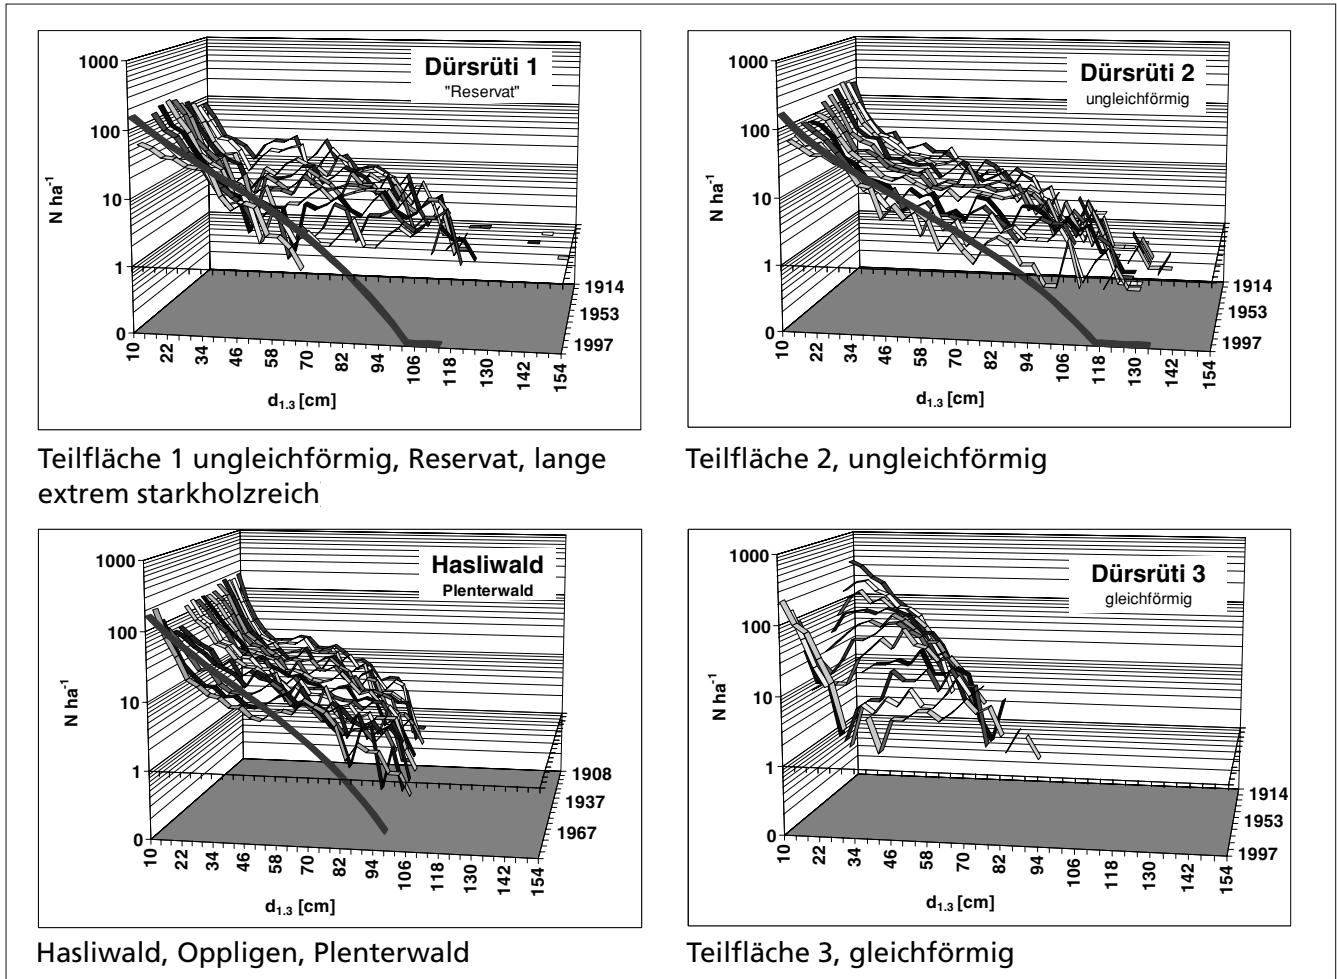 Dürsrüti 1
"Reservat"
1000
100
10
1
0
N ha-1
10 22 34 46 58 70 82 94 106 118 130 142 154
1914
1953
1997
d1.3 [cm]
Teilfläche 1 ungleichförmig, Reservat, lange
extrem starkholzreich
Dürsrüti 2
ungleichförmig
1000
100
10
1
0
N ha-1
10 22 34 46 58 70 82 94 106 118 130 142 154
1914
1953
1997
d1.3 [cm]
Teilfläche 2, ungleichförmig
Hasliwald
Plenterwald
1000
100
10
1
0
N ha-1
10 22 34 46 58 70 82 94 106 118 130 142 154
1908
1937
1967
d1.3 [cm]
Hasliwald, Oppligen, Plenterwald
Dürsrüti 3
gleichförmig
1000
100
10
1
0
N ha-1
10 22 34 46 58 70 82 94 106 118 130 142 154
1914
1953
1997
d1.3 [cm]
Teilfläche 3, gleichförmig